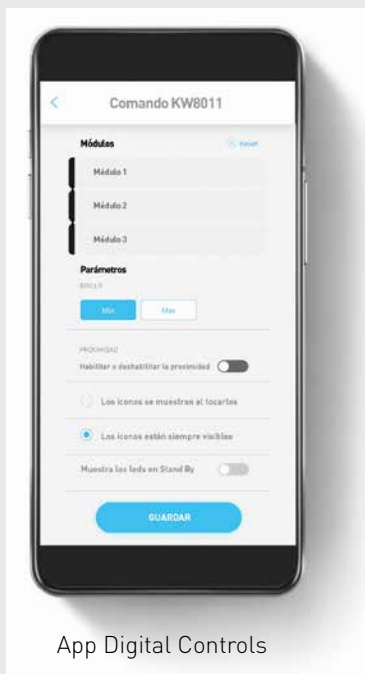 Comando KW8011
Módulos Reset
Módulo 1
Módulo 2
Módulo 3
Parámetros
BRILLO
Min Max
PROXIMIDAD
Habilitar o deshabilitar la proximidad
Los iconos se muestran al tocarlos
Los iconos están siempre visibles
Muestra los leds en Stand By
GUARDAR
App Digital Controls